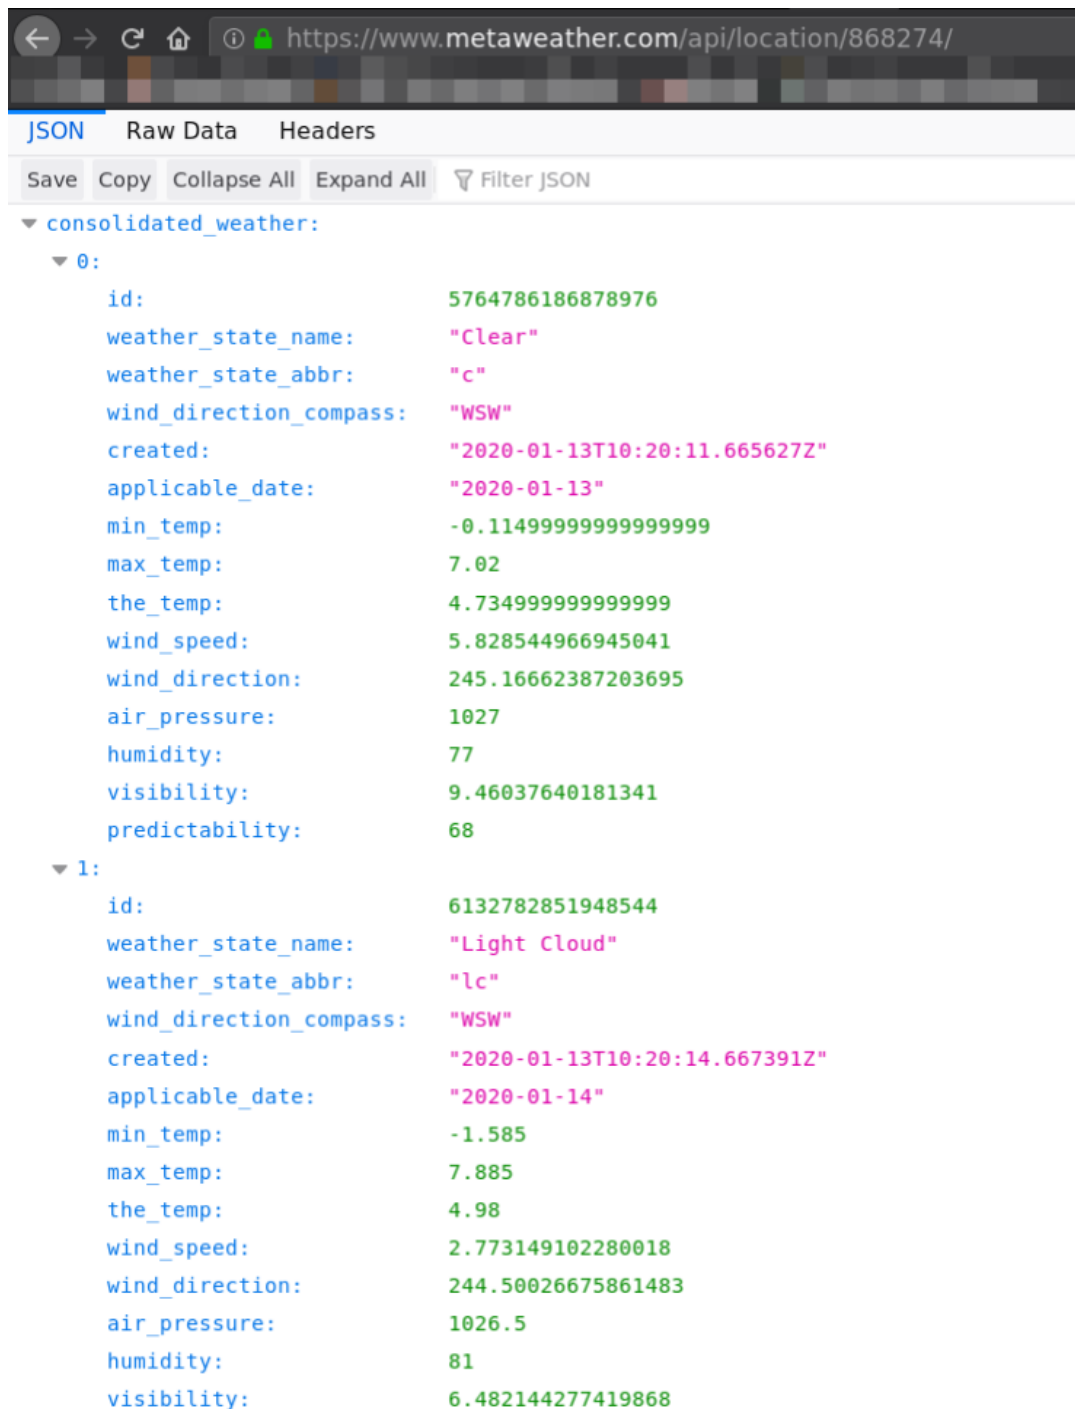 https://www.metaweather.com/api/location/868274/
JSON Raw Data Headers
Save Copy Collapse All Expand All Filter JSON
consolidated_weather:
0:
id: 5764786186878976
weather_state_name: "Clear"
weather_state_abbr: "c"
wind_direction_compass: "WSW"
created: "2020-01-13T10:20:11.665627Z"
applicable_date: "2020-01-13"
min_temp: -0.11499999999999999
max_temp: 7.02
the_temp: 4.734999999999999
wind_speed: 5.828544966945041
wind_direction: 245.16662387203695
air_pressure: 1027
humidity: 77
visibility: 9.46037640181341
predictability: 68
1:
id: 6132782851948544
weather_state_name: "Light Cloud"
weather_state_abbr: "lc"
wind_direction_compass: "WSW"
created: "2020-01-13T10:20:14.667391Z"
applicable_date: "2020-01-14"
min_temp: -1.585
max_temp: 7.885
the_temp: 4.98
wind_speed: 2.773149102280018
wind_direction: 244.50026675861483
air_pressure: 1026.5
humidity: 81
visibility: 6.482144277419868